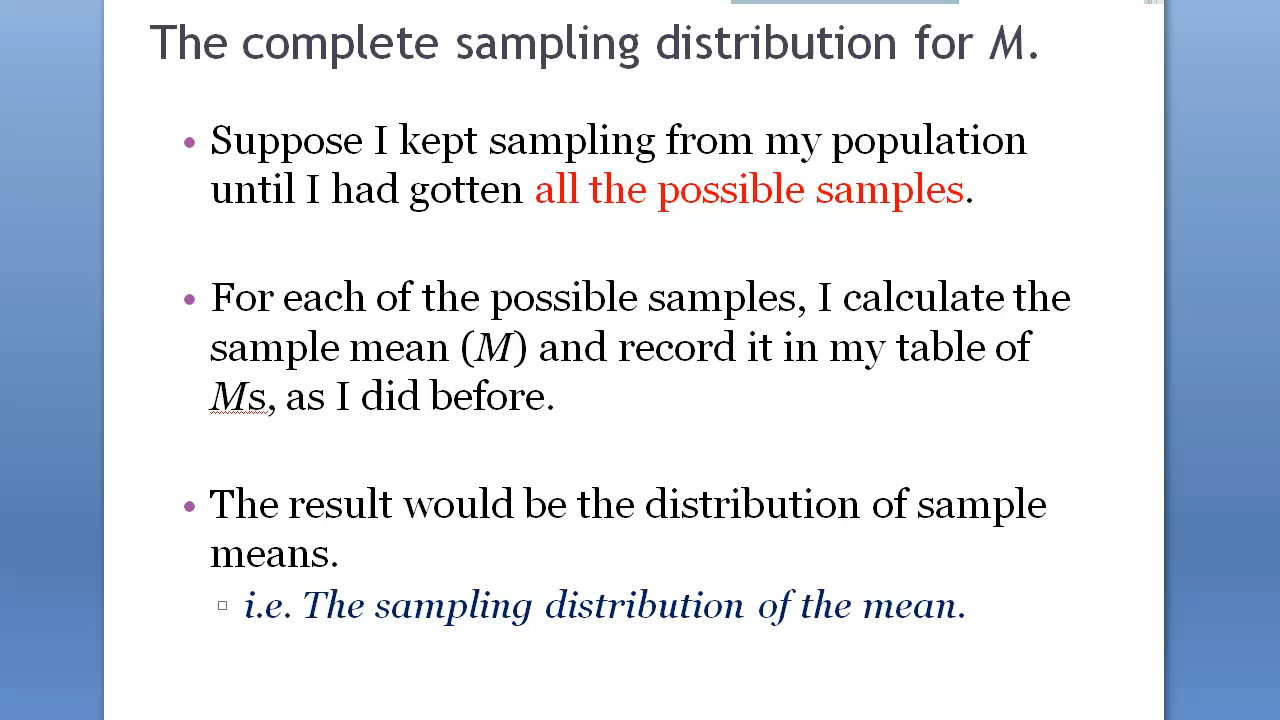 The complete sampling distribution for M.
• Suppose I kept sampling from my population
until I had gotten all the possible samples.
• For each of the possible samples, I calculate the
sample mean (M) and record it in my table of
Ms, as I did before.
• The result would be the distribution of sample
means.
▫ i.e. The sampling distribution of the mean.